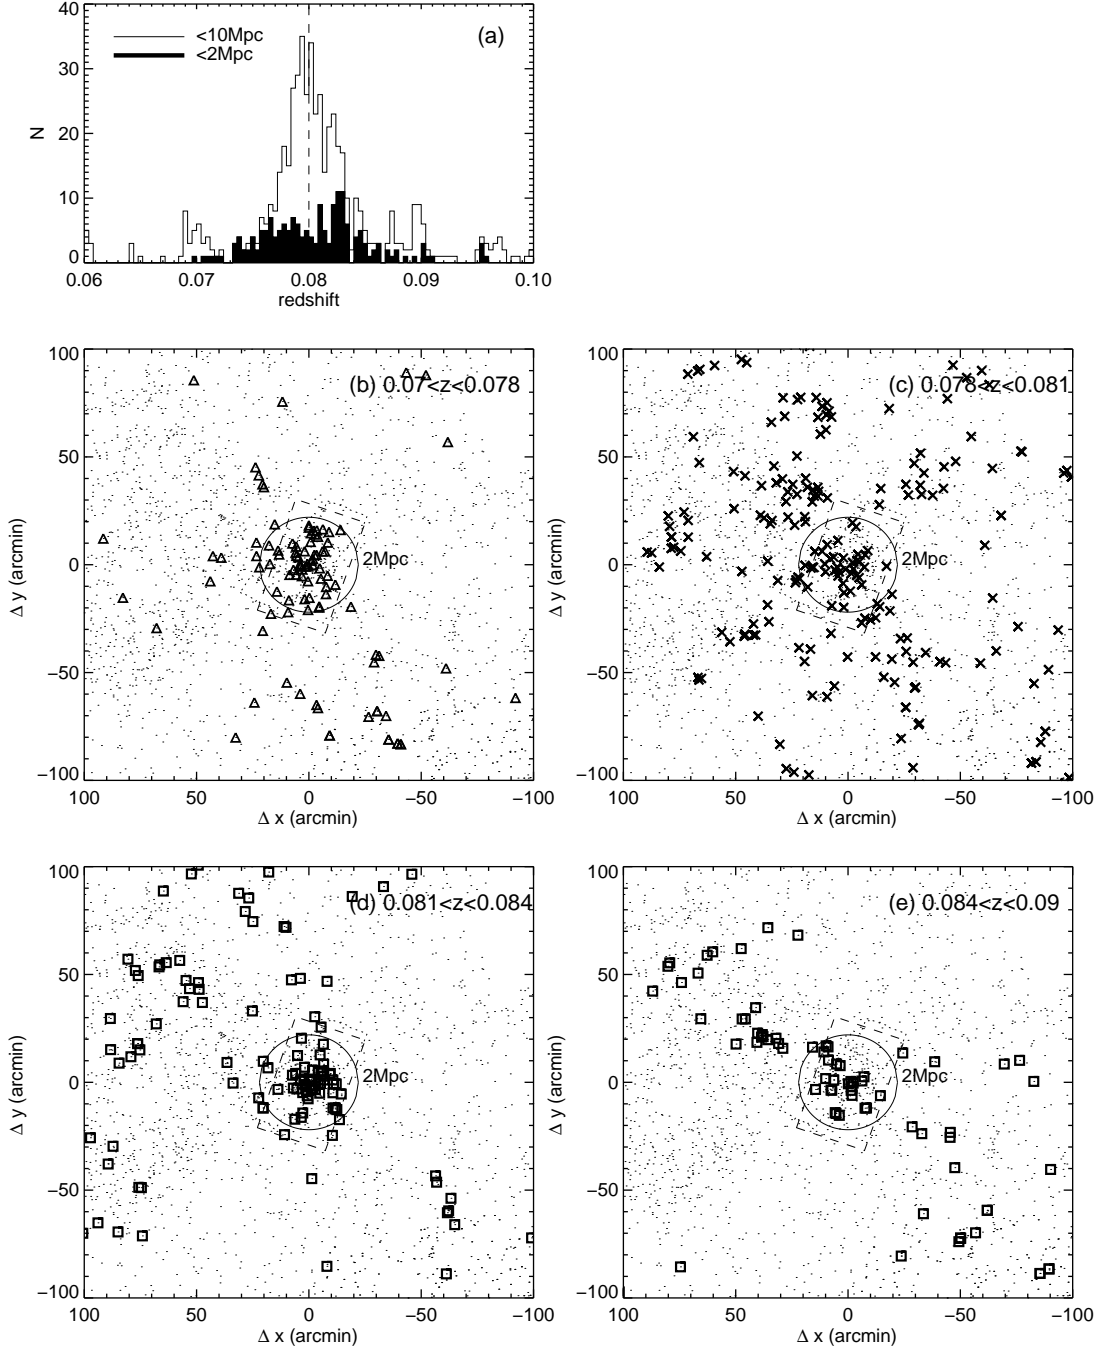 40
<10Mpc
(a)
<2Mpc
30
N
20
10
0
0.06 0.07 0.08 0.09 0.10
redshift
100
(b) 0.07<z<0.078
50
0
2Mpc
Δ y (arcmin)
−50
−100
100 50 0 −50 −100
Δ x (arcmin)
100
(c) 0.078<z<0.081
50
0
2Mpc
Δ y (arcmin)
−50
−100
100 50 0 −50 −100
Δ x (arcmin)
100
(d) 0.081<z<0.084
50
0
2Mpc
Δ y (arcmin)
−50
−100
100 50 0 −50 −100
Δ x (arcmin)
100
(e) 0.084<z<0.09
50
0
2Mpc
Δ y (arcmin)
−50
−100
100 50 0 −50 −100
Δ x (arcmin)